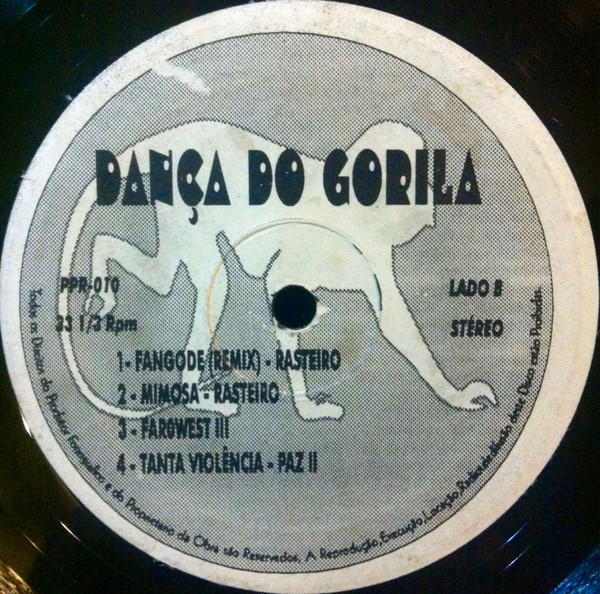 DANÇA DO GORILA
PPR-010
33 1/3 Rpm
LADO B
STÉREO
1- FANGODE (REMIX) - RASTEIRO
2 - MIMOSA - RASTEIRO
3 - FAROWEST III
4 - TANTA VIOLÊNCIA - PAZ II
Todos os Direitos do Produtor Fonográfico e do Proprietário da Obra são Reservados, A Reprodução, Execução, Locação, Radiodifusão deste Disco estão Proibidas.